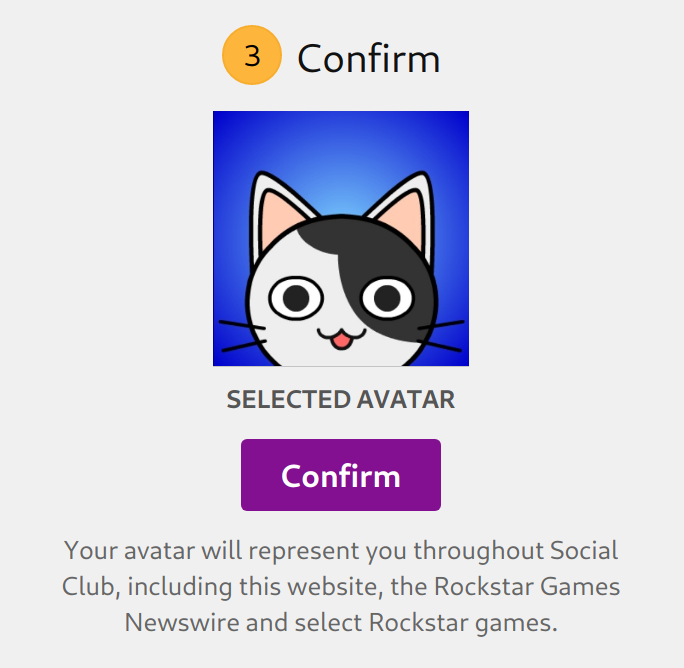 3 Confirm
SELECTED AVATAR
Confirm
Your avatar will represent you throughout Social
Club, including this website, the Rockstar Games
Newswire and select Rockstar games.